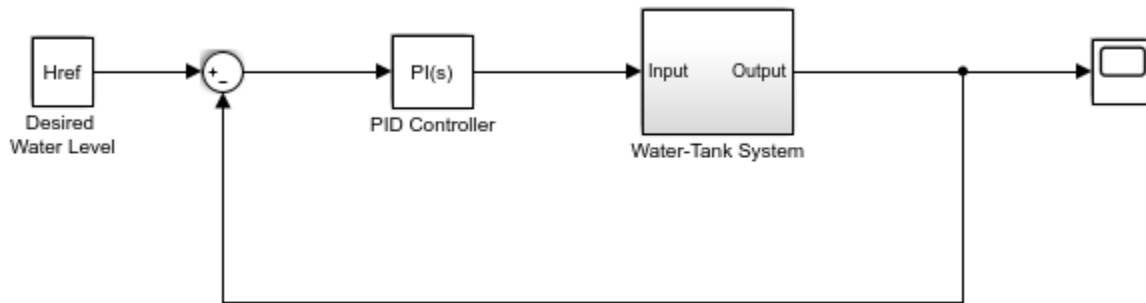 Href
Desired
Water Level
+
−
PI(s)
PID Controller
Input
Output
Water-Tank System